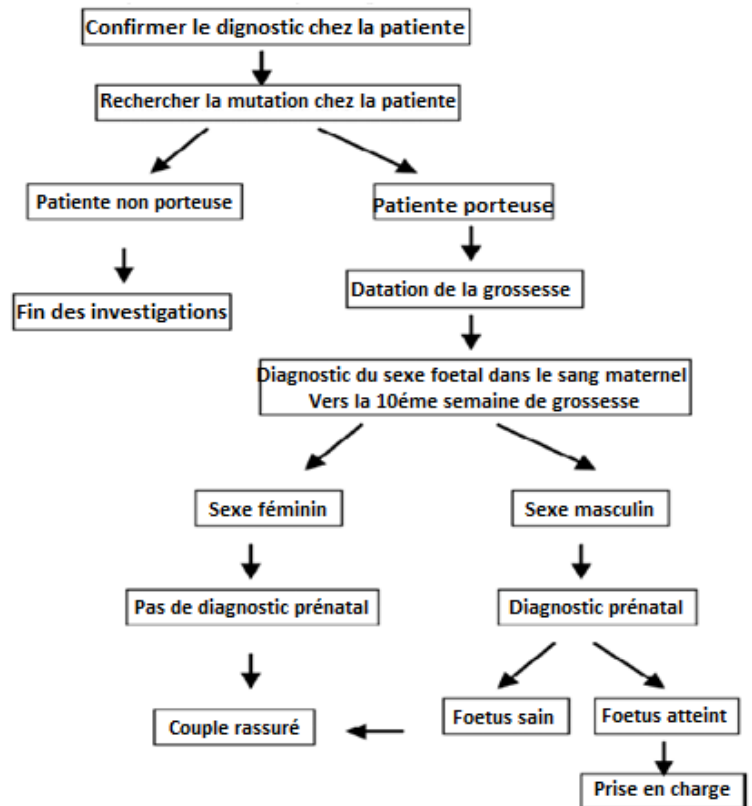 Confirmer le dignostic chez la patiente
Rechercher la mutation chez la patiente
Patiente non porteuse
Patiente porteuse
Fin des investigations
Datation de la grossesse
Diagnostic du sexe foetal dans le sang maternel
Vers la 10éme semaine de grossesse
Sexe féminin
Sexe masculin
Pas de diagnostic prénatal
Diagnostic prénatal
Couple rassuré
Foetus sain
Foetus atteint
Prise en charge